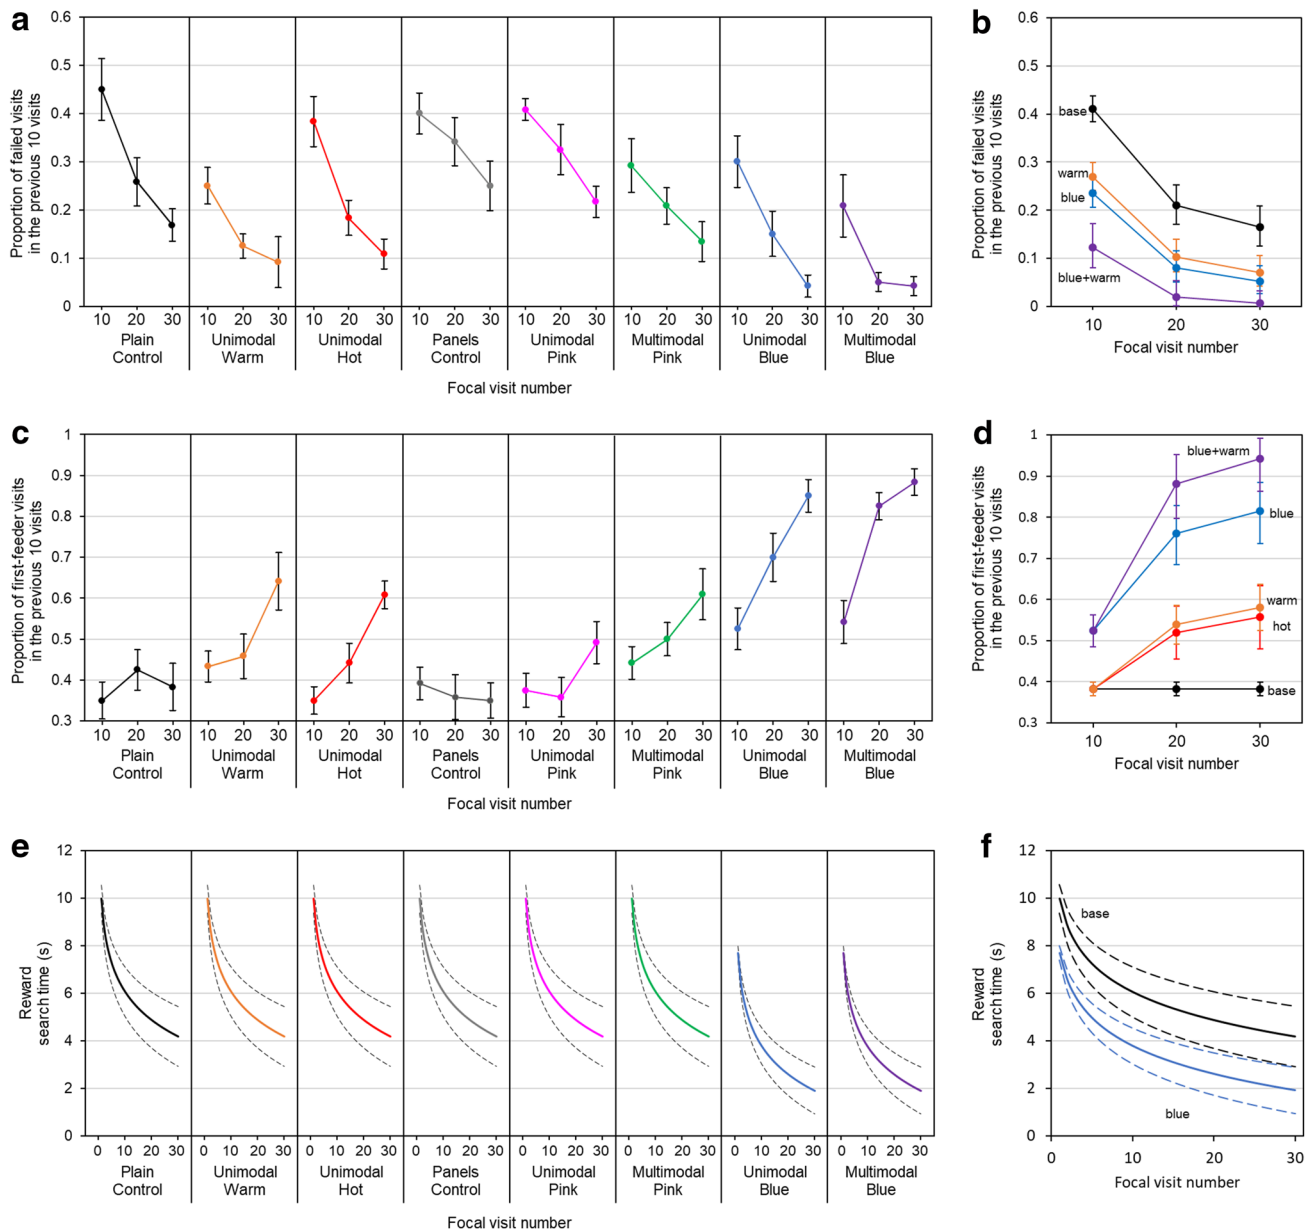 a
Proportion of failed visits
in the previous 10 visits
0.6
0.5
0.4
0.3
0.2
0.1
0
10 20 30 10 20 30 10 20 30 10 20 30 10 20 30 10 20 30 10 20 30 10 20 30
Plain Unimodal Unimodal Panels Unimodal Multimodal Unimodal Multimodal
Control Warm Hot Control Pink Pink Blue Blue
Focal visit number
b
Proportion of failed visits
in the previous 10 visits
0.6
0.5
0.4
0.3
0.2
0.1
0
base
warm
blue
blue+warm
10 20 30
Focal visit number
c
Proportion of first-feeder visits
in the previous 10 visits
1
0.9
0.8
0.7
0.6
0.5
0.4
0.3
10 20 30 10 20 30 10 20 30 10 20 30 10 20 30 10 20 30 10 20 30 10 20 30
Plain Unimodal Unimodal Panels Unimodal Multimodal Unimodal Multimodal
Control Warm Hot Control Pink Pink Blue Blue
Focal visit number
d
Proportion of first-feeder visits
in the previous 10 visits
1
0.9
0.8
0.7
0.6
0.5
0.4
0.3
blue+warm
blue
warm
hot
base
10 20 30
Focal visit number
e
Reward
search time (s)
12
10
8
6
4
2
0
0 10 20 30 0 10 20 30 0 10 20 30 0 10 20 30 0 10 20 30 0 10 20 30 0 10 20 30 0 10 20 30
Plain Unimodal Unimodal Panels Unimodal Multimodal Unimodal Multimodal
Control Warm Hot Control Pink Pink Blue Blue
Focal visit number
f
Reward
search time (s)
12
10
8
6
4
2
0
base
blue
0 10 20 30
Focal visit number